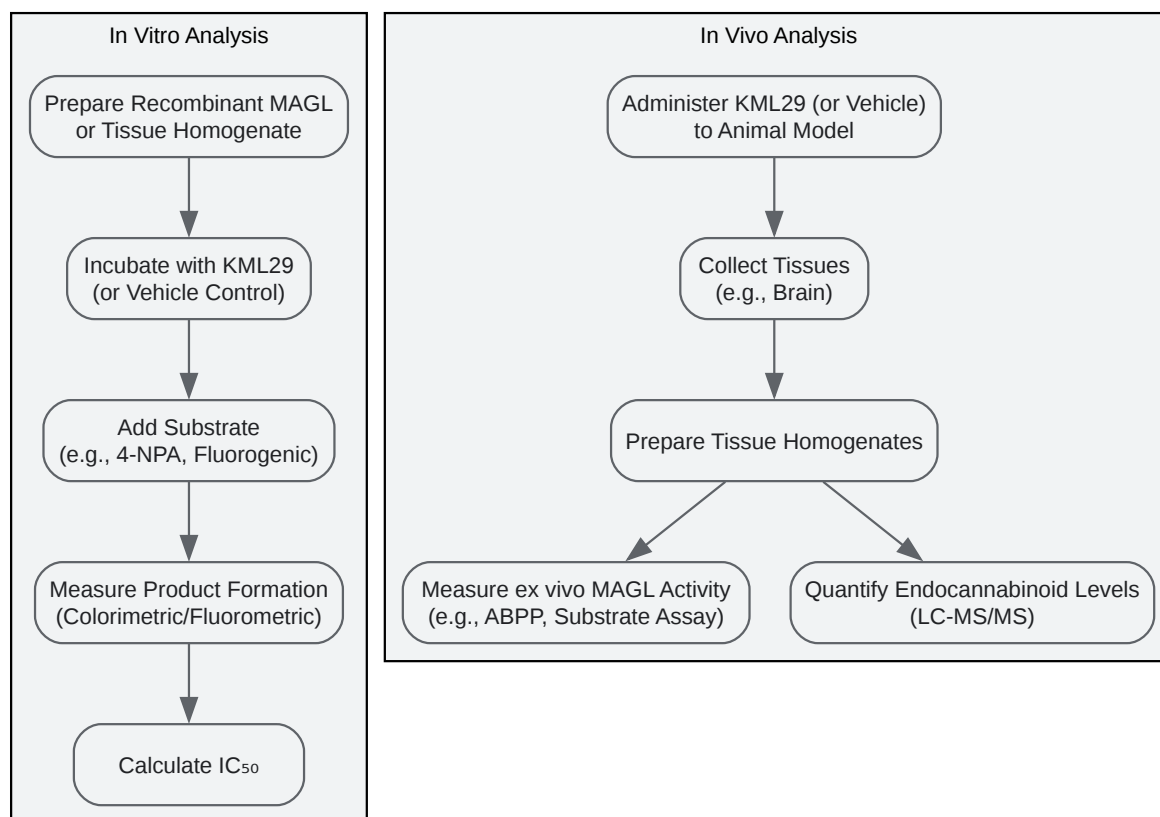 In Vitro Analysis
Prepare Recombinant MAGL
or Tissue Homogenate
Incubate with KML29
(or Vehicle Control)
Add Substrate
(e.g., 4-NPA, Fluorogenic)
Measure Product Formation
(Colorimetric/Fluorometric)
Calculate IC₅₀
In Vivo Analysis
Administer KML29 (or Vehicle)
to Animal Model
Collect Tissues
(e.g., Brain)
Prepare Tissue Homogenates
Measure ex vivo MAGL Activity
(e.g., ABPP, Substrate Assay)
Quantify Endocannabinoid Levels
(LC-MS/MS)